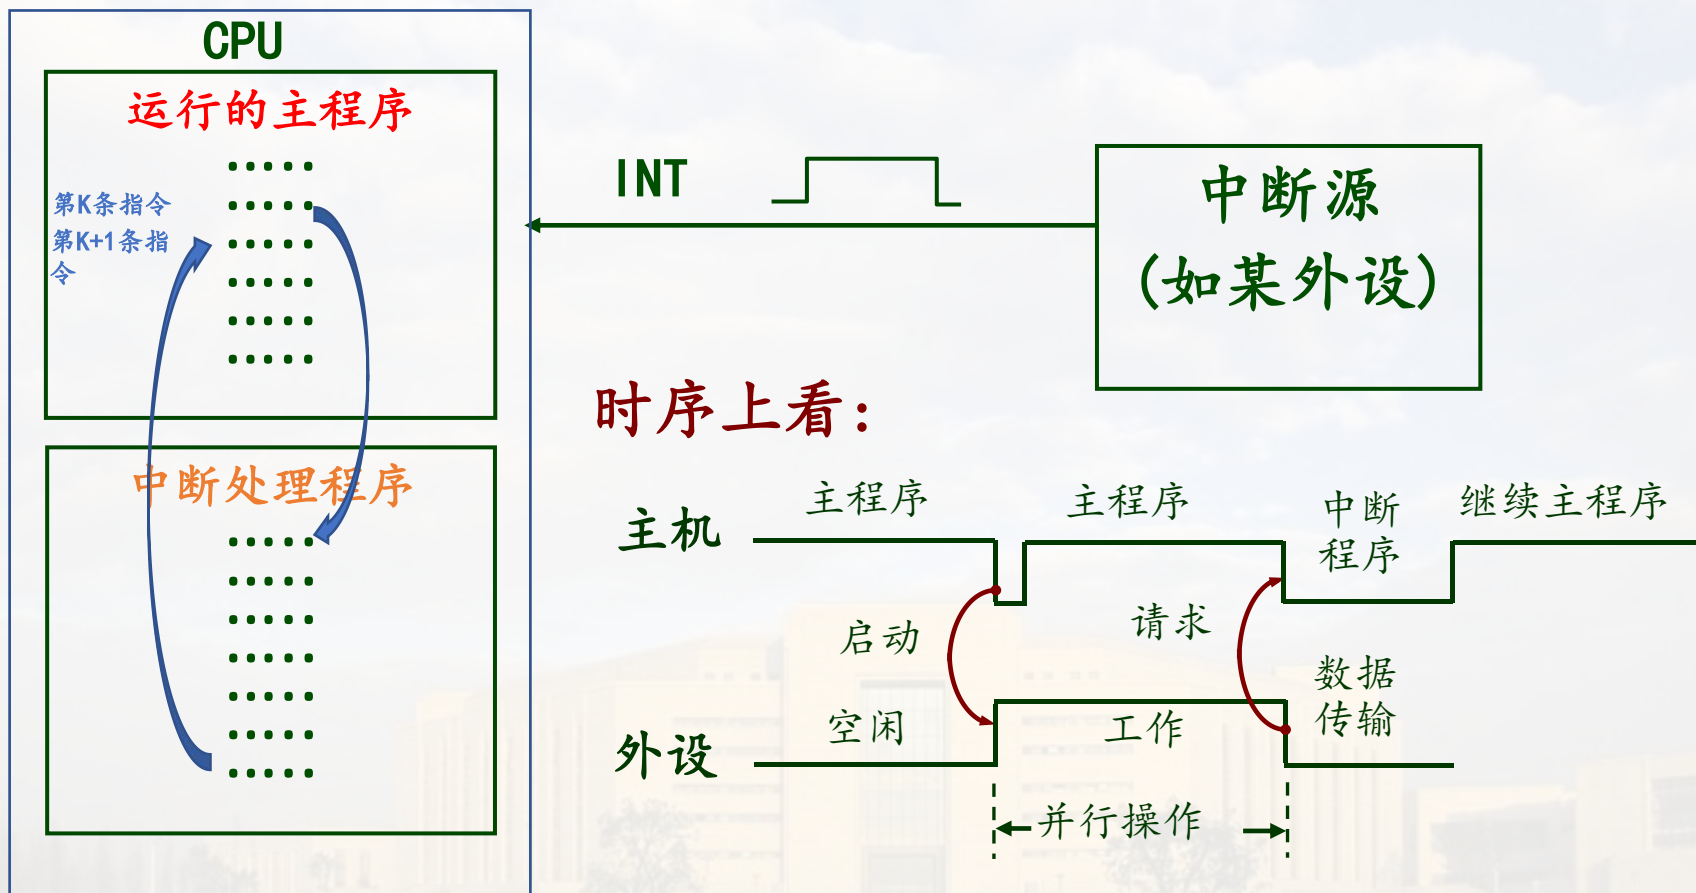 CPU
运行的主程序
第K条指令
第K+1条指
令
中断处理程序
INT
中断源
(如某外设)
时序上看：
主机
主程序
主程序
中断
程序
继续主程序
启动
请求
外设
空闲
工作
数据
传输
并行操作